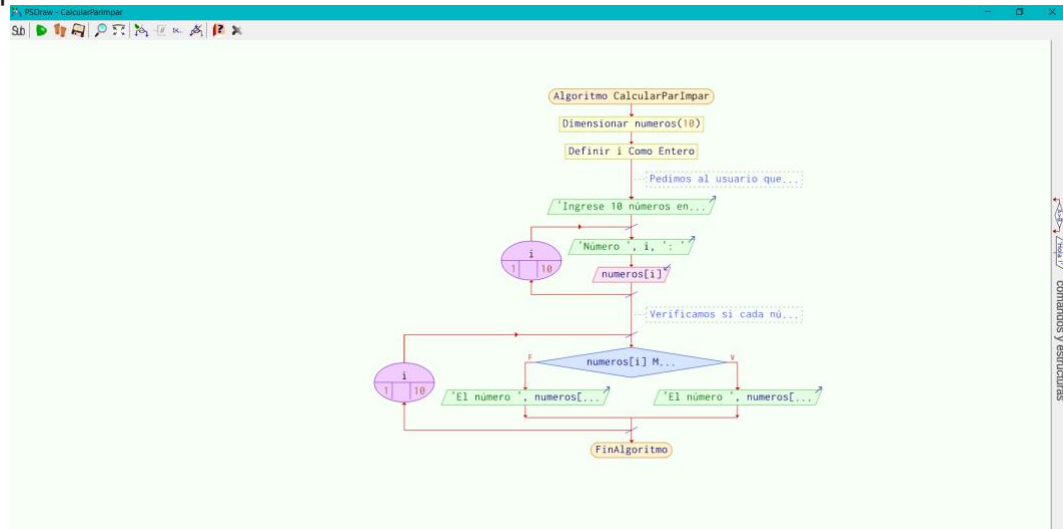 PSDraw - CalcularParImpar
Sub
Algoritmo CalcularParImpar
Dimensionar numeros(10)
Definir i Como Entero
Pedimos al usuario que...
'Ingrese 10 números en...
i
1 10
'Número ', i, ': '
numeros[i]
Verificamos si cada nú...
i
1 10
numeros[i] M...
F
V
'El número ', numeros[...
'El número ', numeros[...
FinAlgoritmo
comandos y estructuras